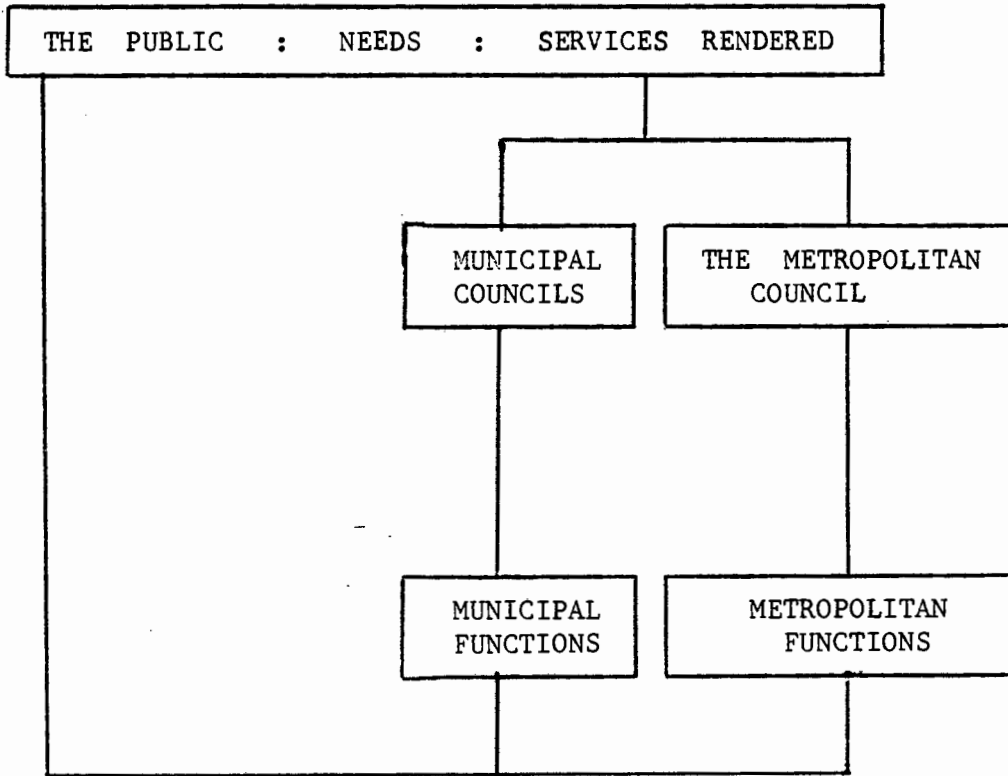 THE PUBLIC : NEEDS : SERVICES RENDERED
MUNICIPAL
COUNCILS
THE METROPOLITAN
COUNCIL
MUNICIPAL
FUNCTIONS
METROPOLITAN
FUNCTIONS